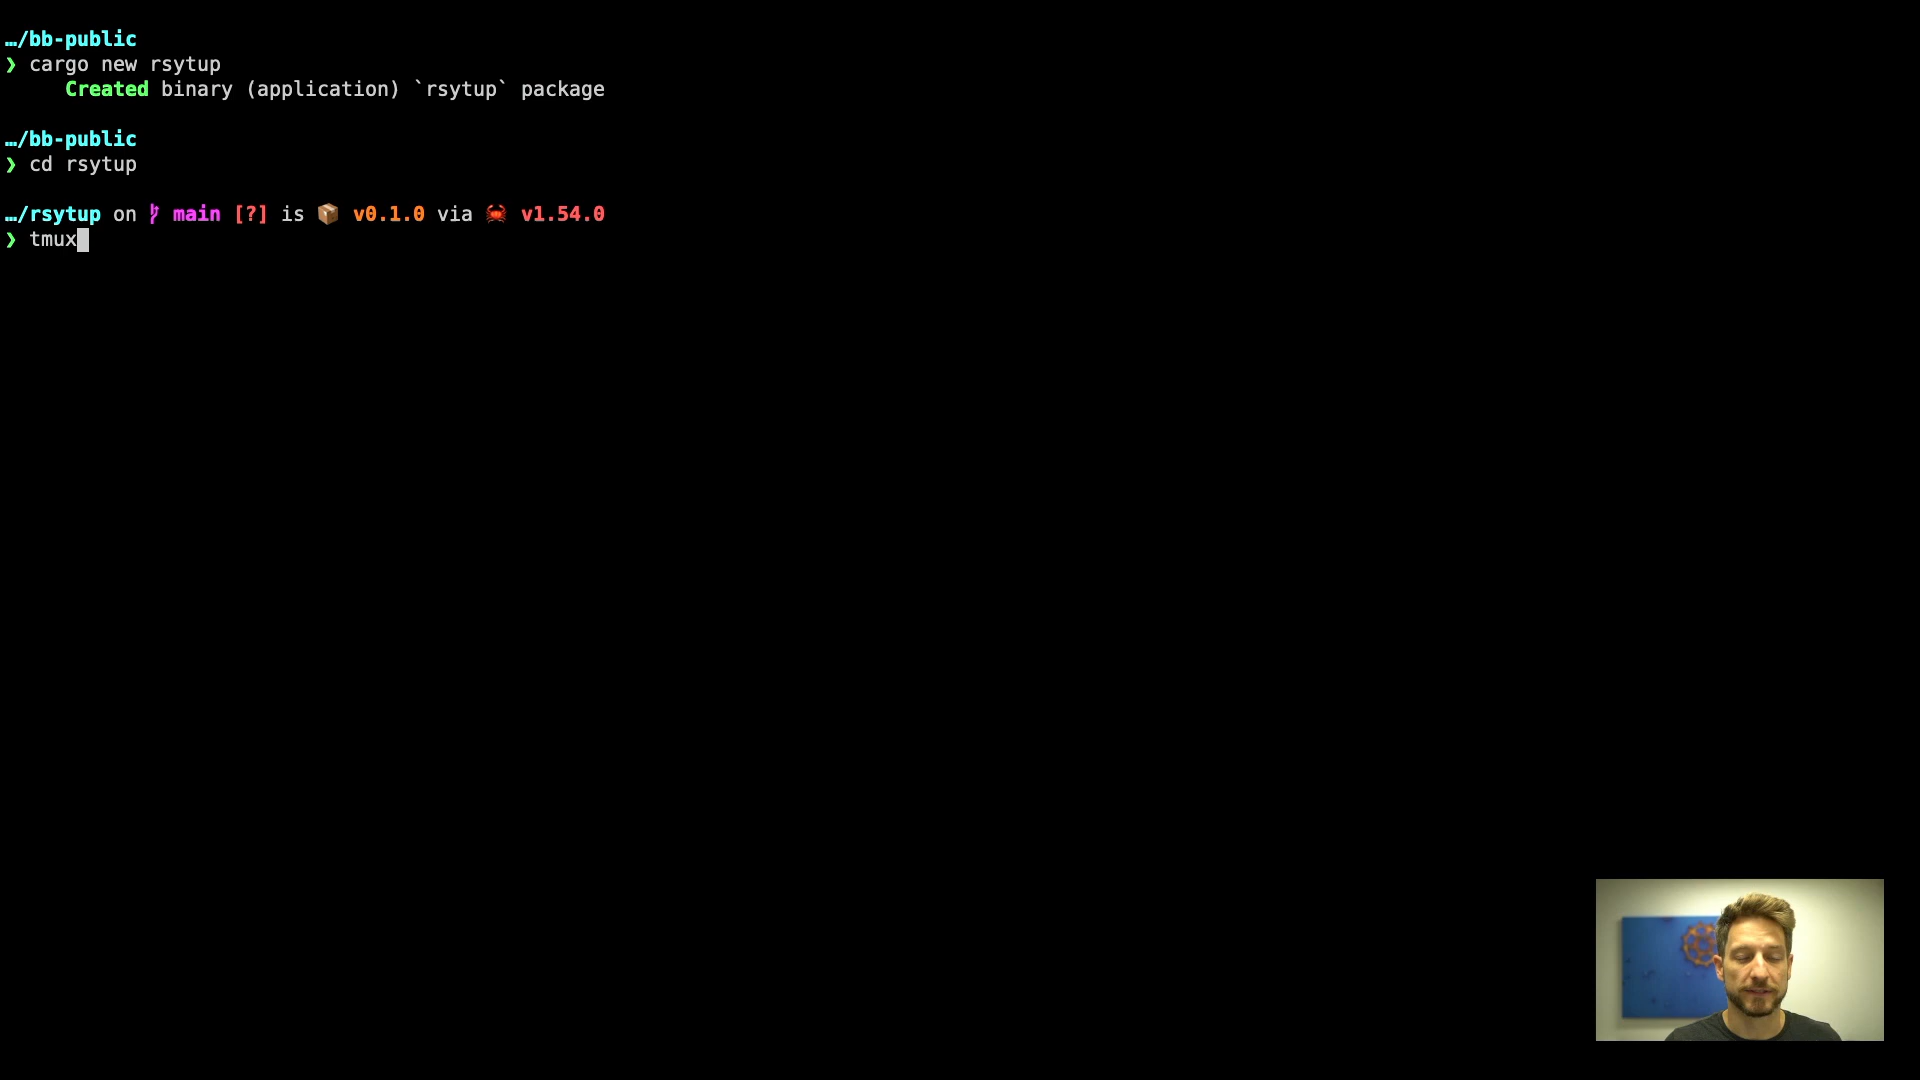 …/bb-public
❯ cargo new rsytup
Created binary (application) `rsytup` package
…/bb-public
❯ cd rsytup
…/rsytup on main [?] is 📦 v0.1.0 via 🦀 v1.54.0
❯ tmux